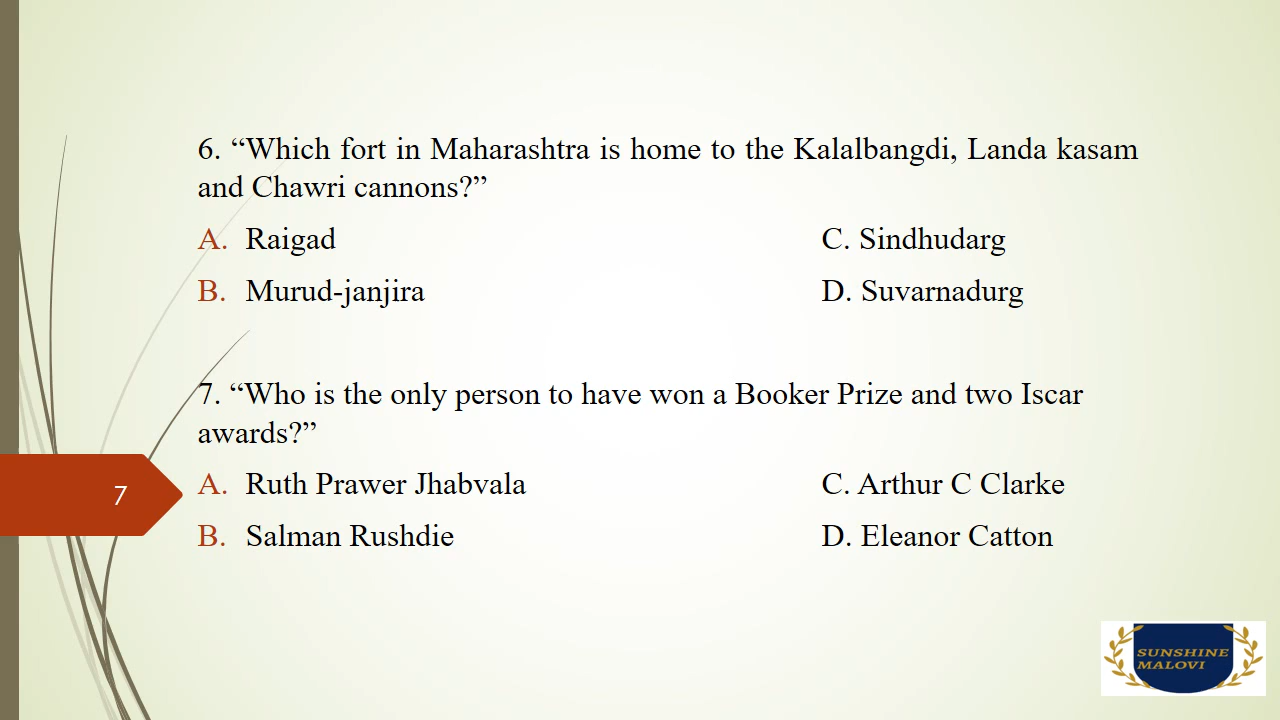 6. “Which fort in Maharashtra is home to the Kalalbangdi, Landa kasam
and Chawri cannons?”
A. Raigad
C. Sindhudarg
B. Murud-janjira
D. Suvarnadurg
7. “Who is the only person to have won a Booker Prize and two Iscar
awards?”
A. Ruth Prawer Jhabvala
C. Arthur C Clarke
B. Salman Rushdie
D. Eleanor Catton
7
SUNSHINE
MALOVI